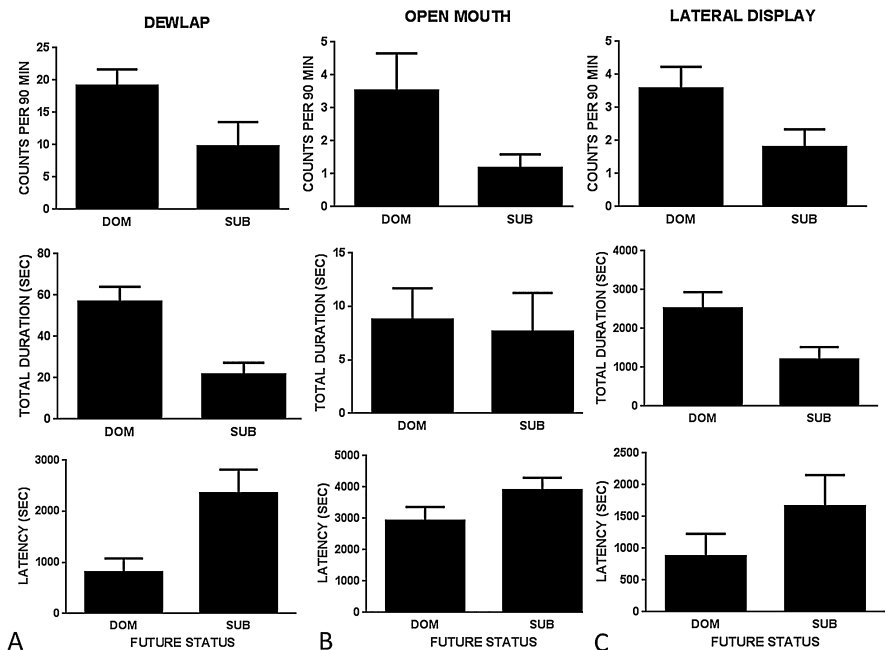 DEWLAP
COUNTS PER 90 MIN
25
20
15
10
5
0
DOM SUB
TOTAL DURATION (SEC)
80
60
40
20
0
DOM SUB
LATENCY (SEC)
3000
2000
1000
0
DOM SUB
FUTURE STATUS
A
OPEN MOUTH
COUNTS PER 90 MIN
5
4
3
2
1
0
DOM SUB
TOTAL DURATION (SEC)
15
10
5
0
DOM SUB
LATENCY (SEC)
5000
4000
3000
2000
1000
0
DOM SUB
FUTURE STATUS
B
LATERAL DISPLAY
COUNTS PER 90 MIN
5
4
3
2
1
0
DOM SUB
TOTAL DURATION (SEC)
4000
3000
2000
1000
0
DOM SUB
LATENCY (SEC)
2500
2000
1500
1000
500
0
DOM SUB
FUTURE STATUS
C